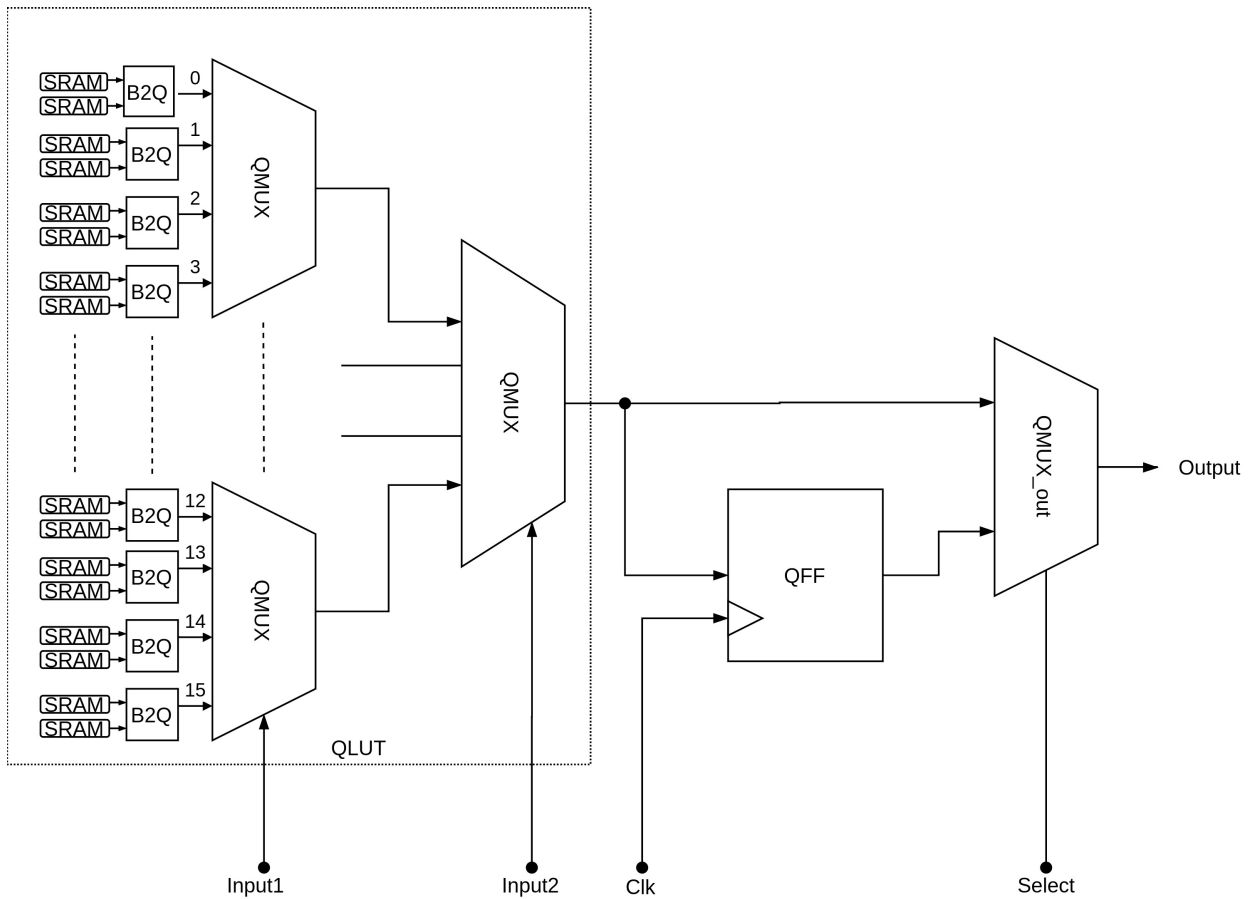 0
SRAM
B2Q
SRAM
1
SRAM
B2Q
SRAM
QMUX
2
SRAM
B2Q
SRAM
3
SRAM
B2Q
SRAM
QMUX
QMUX_out
Output
12
SRAM
B2Q
SRAM
13
SRAM
B2Q
SRAM
QMUX
QFF
14
SRAM
B2Q
SRAM
15
SRAM
B2Q
SRAM
QLUT
Input1
Input2
Clk
Select